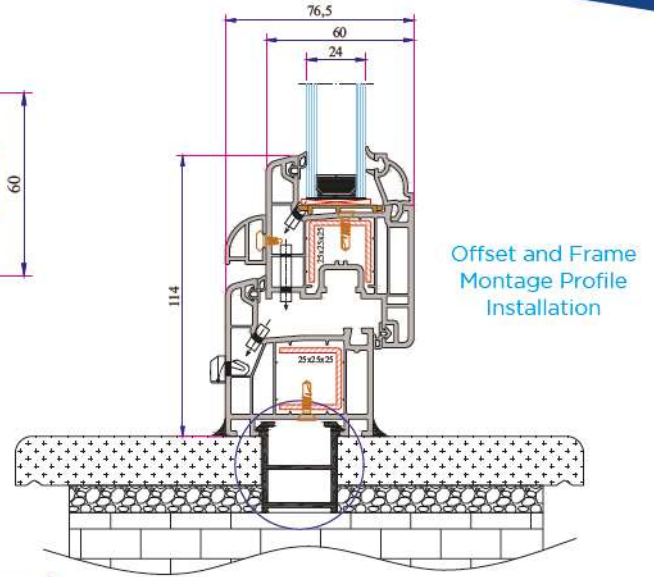 76,5
60
24
60
114
25x25x25
Offset and Frame
Montage Profile
Installation
25x2.5x25